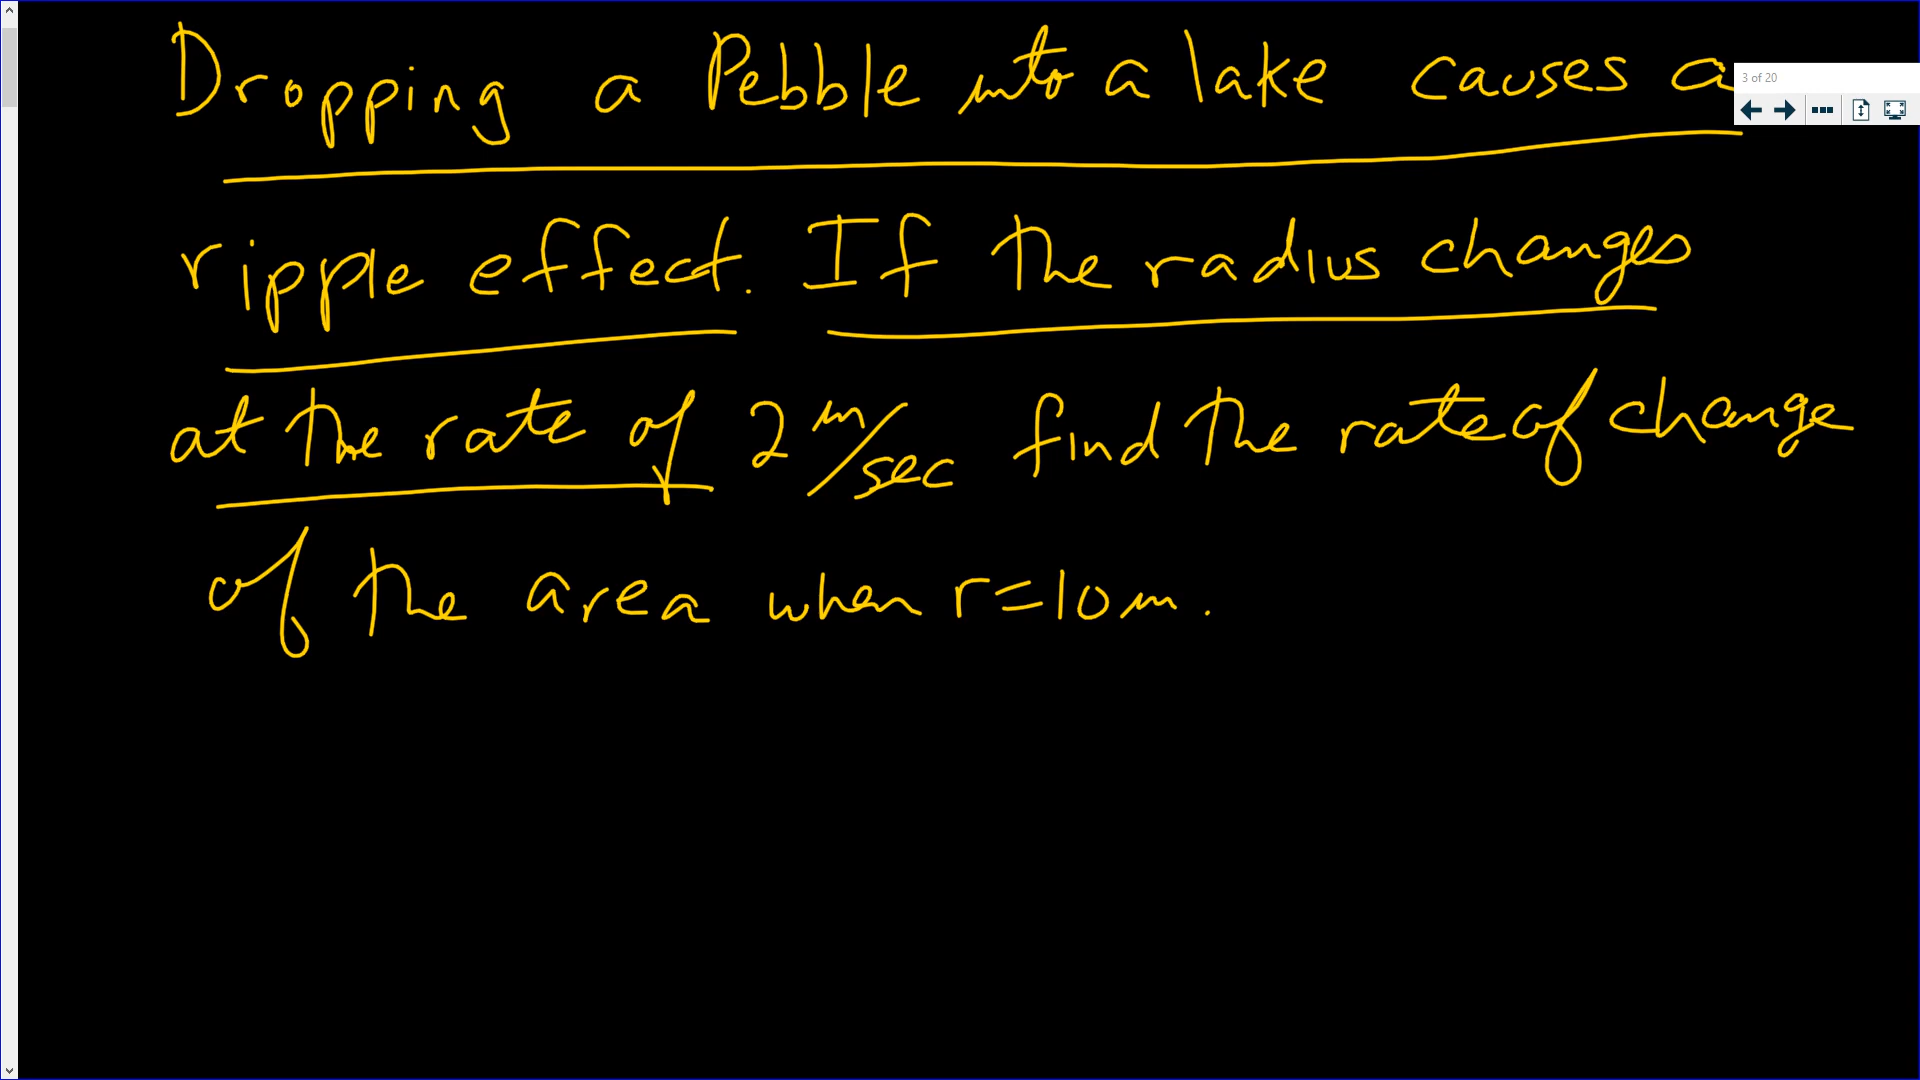 Dropping a Pebble into a lake causes a
3 of 20
ripple effect. If the radius changes
at the rate of 2 m/sec find the rate of change
of the area when r=10m.